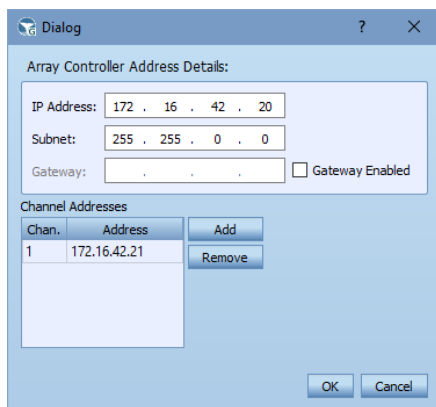 Dialog ? ×
Array Controller Address Details:
IP Address: 172 . 16 . 42 . 20
Subnet: 255 . 255 . 0 . 0
Gateway: . . . Gateway Enabled
Channel Addresses
Chan. Address Add
1 172.16.42.21 Remove
OK Cancel